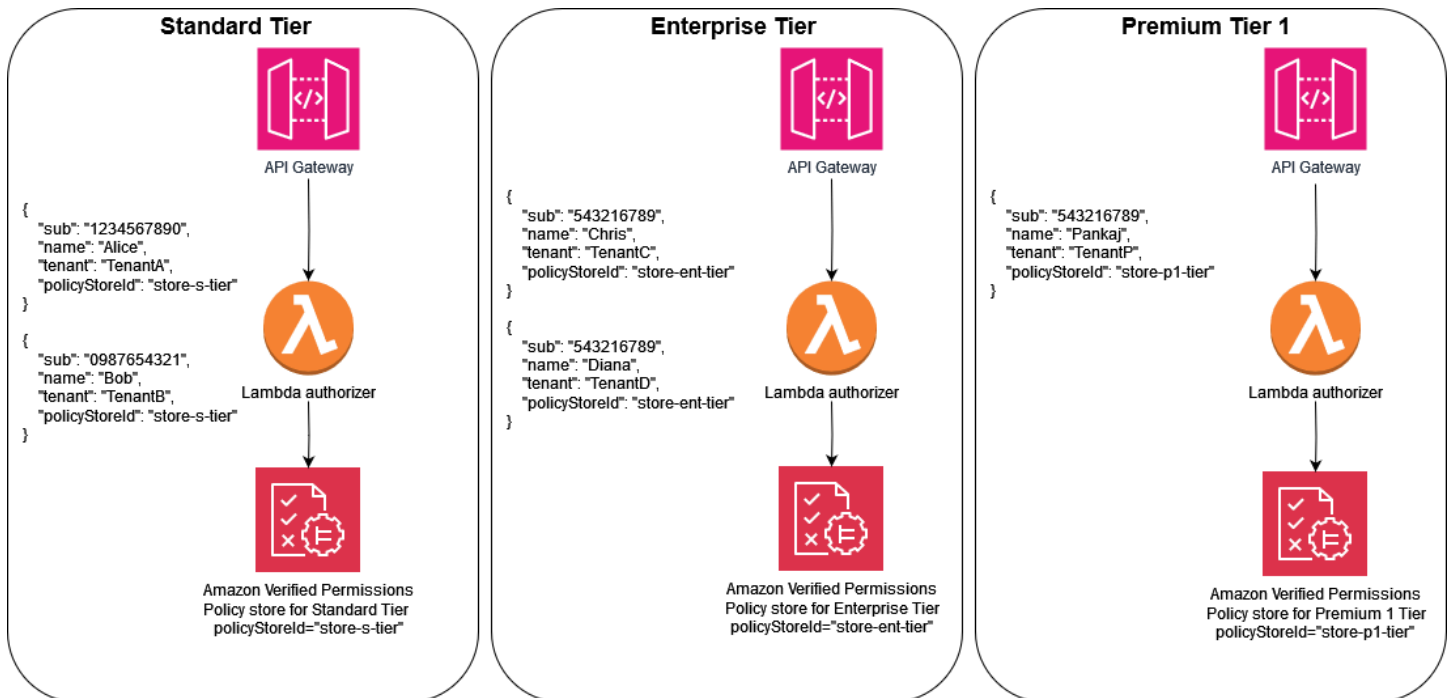 Standard Tier
</>
API Gateway
{
"sub": "1234567890",
"name": "Alice",
"tenant": "TenantA",
"policyStoreId": "store-s-tier"
}
{
"sub": "0987654321",
"name": "Bob",
"tenant": "TenantB",
"policyStoreId": "store-s-tier"
}
λ
Lambda authorizer
Amazon Verified Permissions
Policy store for Standard Tier
policyStoreId="store-s-tier"
Enterprise Tier
</>
API Gateway
{
"sub": "543216789",
"name": "Chris",
"tenant": "TenantC",
"policyStoreId": "store-ent-tier"
}
{
"sub": "543216789",
"name": "Diana",
"tenant": "TenantD",
"policyStoreId": "store-ent-tier"
}
λ
Lambda authorizer
Amazon Verified Permissions
Policy store for Enterprise Tier
policyStoreId="store-ent-tier"
Premium Tier 1
</>
API Gateway
{
"sub": "543216789",
"name": "Pankaj",
"tenant": "TenantP",
"policyStoreId": "store-p1-tier"
}
λ
Lambda authorizer
Amazon Verified Permissions
Policy store for Premium 1 Tier
policyStoreId="store-p1-tier"